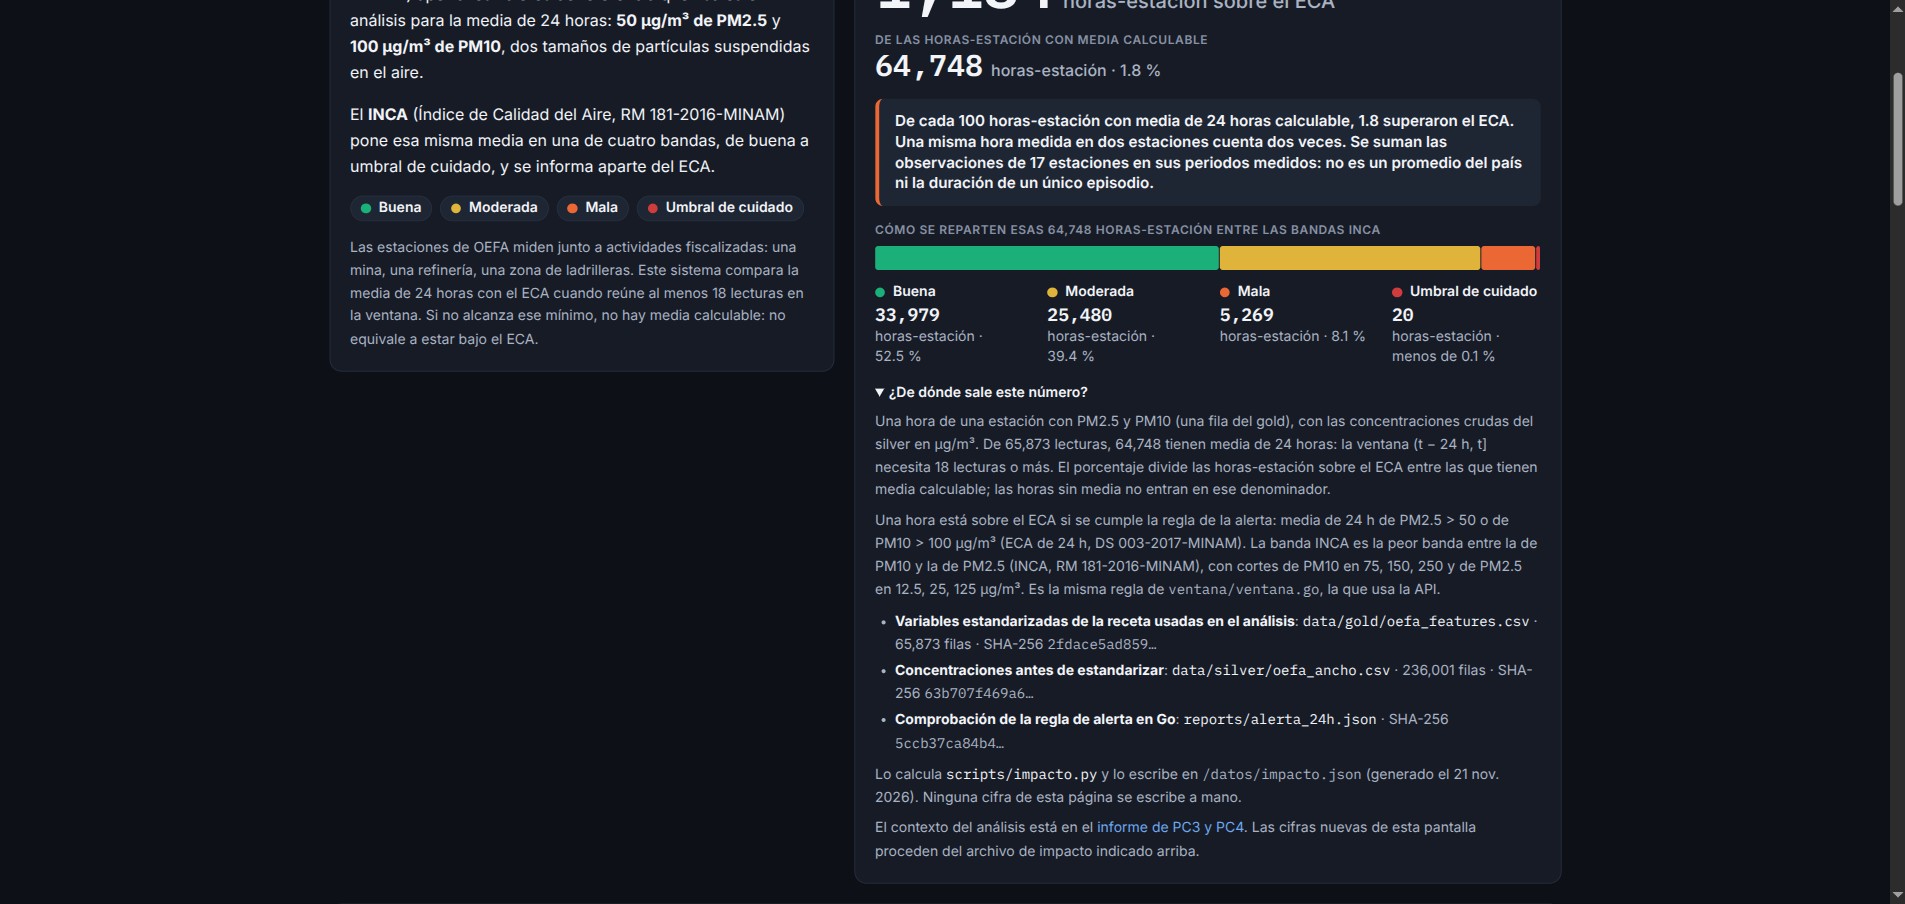 análisis para la media de 24 horas: 50 µg/m³ de PM2.5 y
100 µg/m³ de PM10, dos tamaños de partículas suspendidas
en el aire.
El INCA (Índice de Calidad del Aire, RM 181-2016-MINAM)
pone esa misma media en una de cuatro bandas, de buena a
umbral de cuidado, y se informa aparte del ECA.
Buena Moderada Mala Umbral de cuidado
Las estaciones de OEFA miden junto a actividades fiscalizadas: una
mina, una refinería, una zona de ladrilleras. Este sistema compara la
media de 24 horas con el ECA cuando reúne al menos 18 lecturas en
la ventana. Si no alcanza ese mínimo, no hay media calculable: no
equivale a estar bajo el ECA.
horas-estación sobre el ECA
DE LAS HORAS-ESTACIÓN CON MEDIA CALCULABLE
64,748 horas-estación · 1.8 %
De cada 100 horas-estación con media de 24 horas calculable, 1.8 superaron el ECA.
Una misma hora medida en dos estaciones cuenta dos veces. Se suman las
observaciones de 17 estaciones en sus periodos medidos: no es un promedio del país
ni la duración de un único episodio.
CÓMO SE REPARTEN ESAS 64,748 HORAS-ESTACIÓN ENTRE LAS BANDAS INCA
Buena
33,979
horas-estación ·
52.5 %
Moderada
25,480
horas-estación ·
39.4 %
Mala
5,269
horas-estación · 8.1 %
Umbral de cuidado
20
horas-estación ·
menos de 0.1 %
▼ ¿De dónde sale este número?
Una hora de una estación con PM2.5 y PM10 (una fila del gold), con las concentraciones crudas del
silver en µg/m³. De 65,873 lecturas, 64,748 tienen media de 24 horas: la ventana (t − 24 h, t]
necesita 18 lecturas o más. El porcentaje divide las horas-estación sobre el ECA entre las que tienen
media calculable; las horas sin media no entran en ese denominador.
Una hora está sobre el ECA si se cumple la regla de la alerta: media de 24 h de PM2.5 > 50 o de
PM10 > 100 µg/m³ (ECA de 24 h, DS 003-2017-MINAM). La banda INCA es la peor banda entre la de
PM10 y la de PM2.5 (INCA, RM 181-2016-MINAM), con cortes de PM10 en 75, 150, 250 y de PM2.5
en 12.5, 25, 125 µg/m³. Es la misma regla de ventana/ventana.go, la que usa la API.
• Variables estandarizadas de la receta usadas en el análisis: data/gold/oefa_features.csv ·
65,873 filas · SHA-256 2fdace5ad859…
• Concentraciones antes de estandarizar: data/silver/oefa_ancho.csv · 236,001 filas · SHA-
256 63b707f469a6…
• Comprobación de la regla de alerta en Go: reports/alerta_24h.json · SHA-256
5ccb37ca84b4…
Lo calcula scripts/impacto.py y lo escribe en /datos/impacto.json (generado el 21 nov.
2026). Ninguna cifra de esta página se escribe a mano.
El contexto del análisis está en el informe de PC3 y PC4. Las cifras nuevas de esta pantalla
proceden del archivo de impacto indicado arriba.